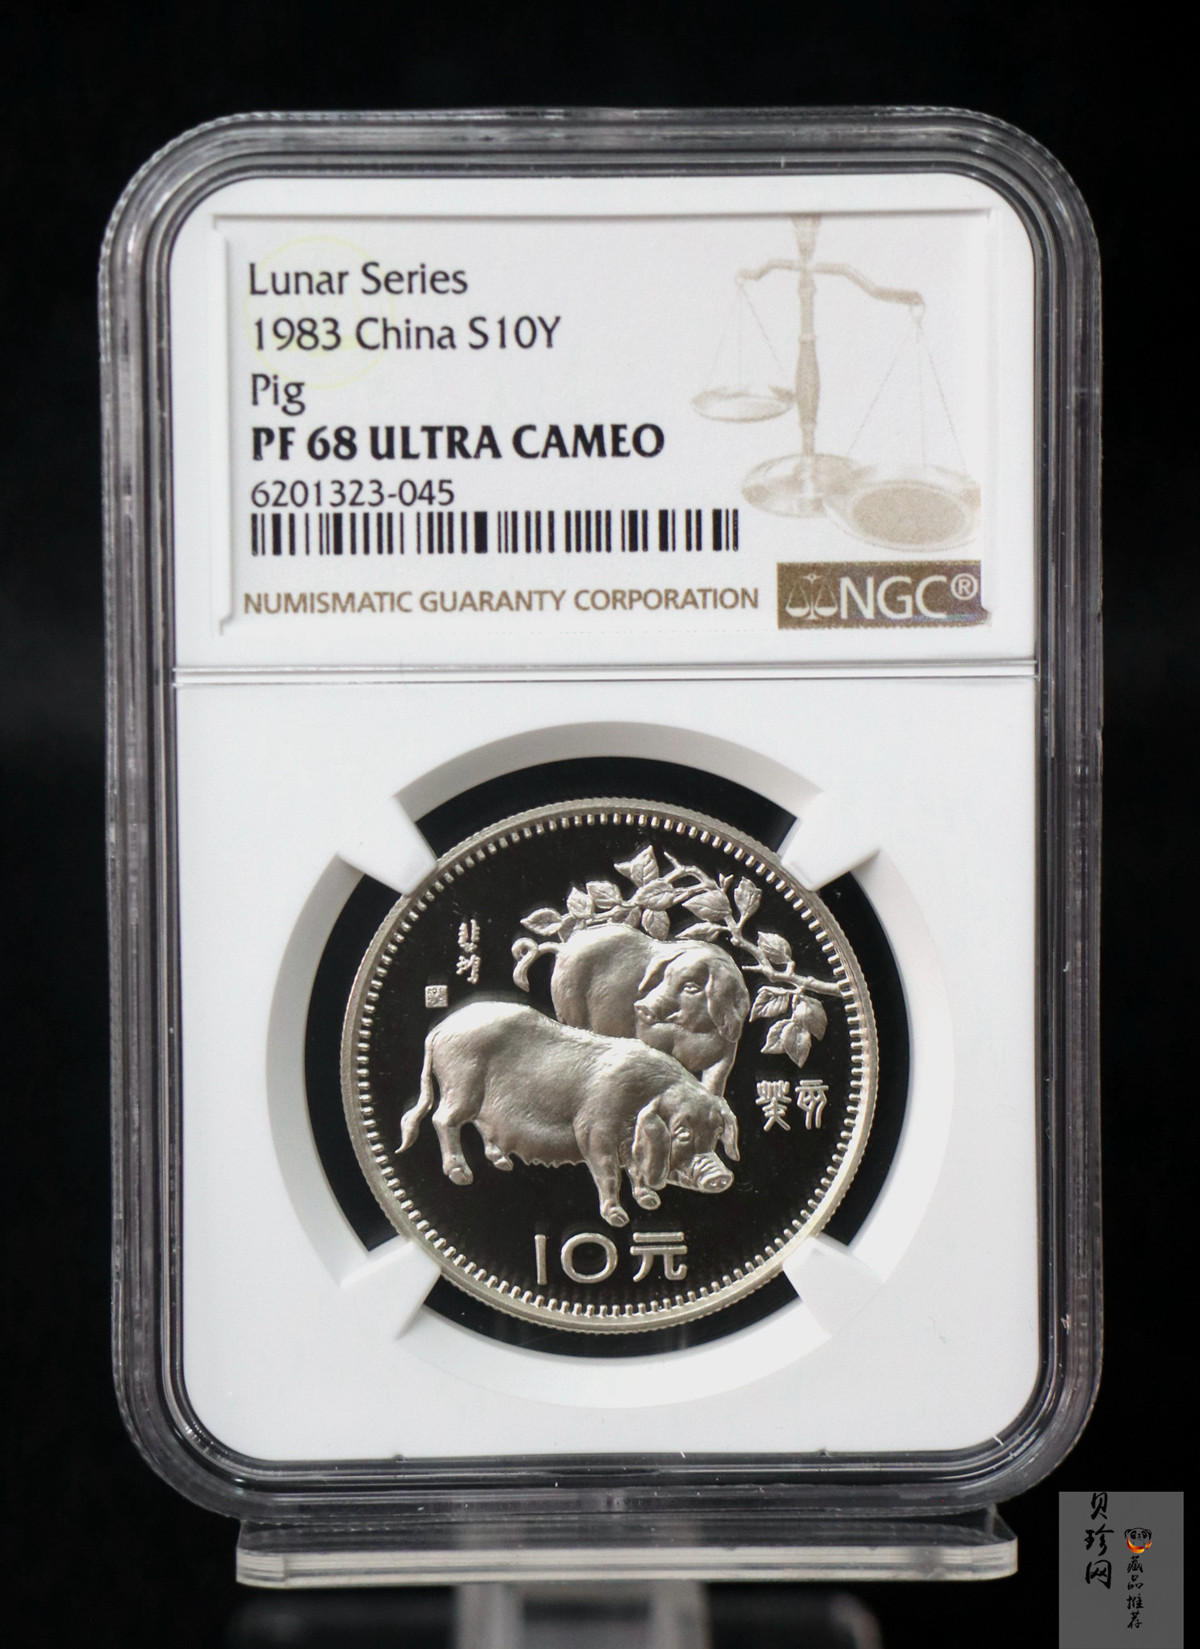 Lunar Series
1983 China S10Y
Pig
PF 68 ULTRA CAMEO
6201323-045
NUMISMATIC GUARANTY CORPORATION
NGC®
癸亥
10元
贝珍网
藏品推荐